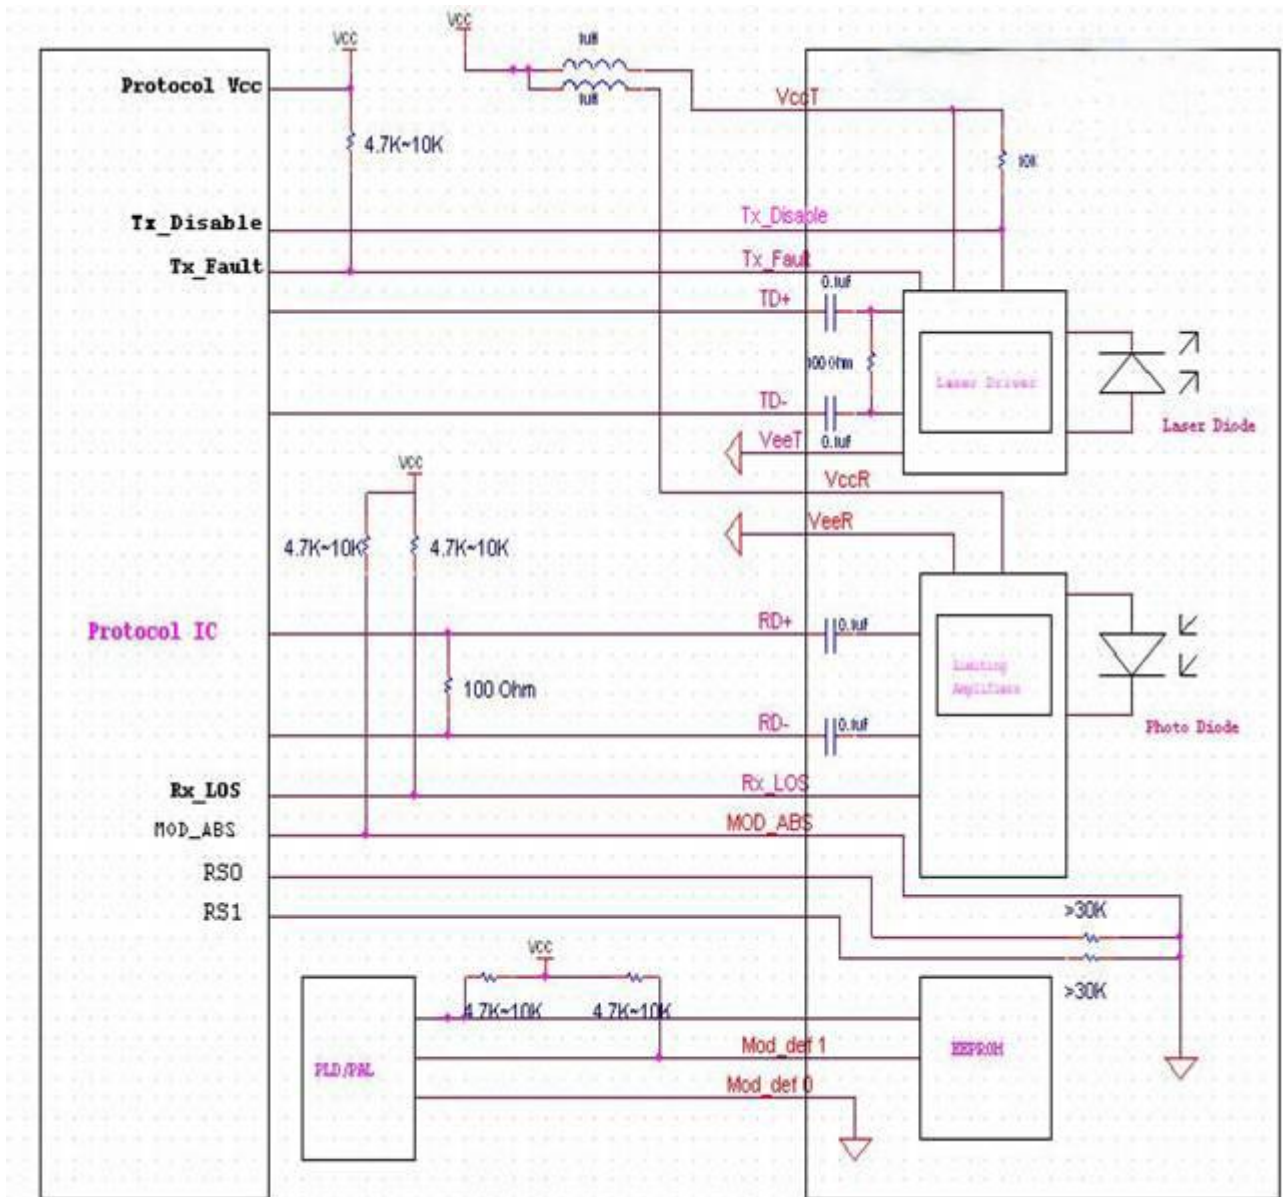 Vcc
Vcc
1uH
Protocol Vcc
1uH
VccT
4.7K~10K
10K
Tx_Disable
Tx_Disable
Tx_Fault
Tx_Fault
0.1uf
TD+
100 Ohm
Laser Driver
TD-
Laser Diode
VeeT
0.1uf
Vcc
VccR
VeeR
4.7K~10K
4.7K~10K
Protocol IC
RD+
0.1uf
Limiting
Amplifiers
100 Ohm
RD-
0.1uf
Photo Diode
Rx_LOS
Rx_LOS
MOD_ABS
MOD_ABS
RS0
RS1
>30K
Vcc
>30K
4.7K~10K
4.7K~10K
Mod_def 1
EEPROM
PLD/PAL
Mod_def 0